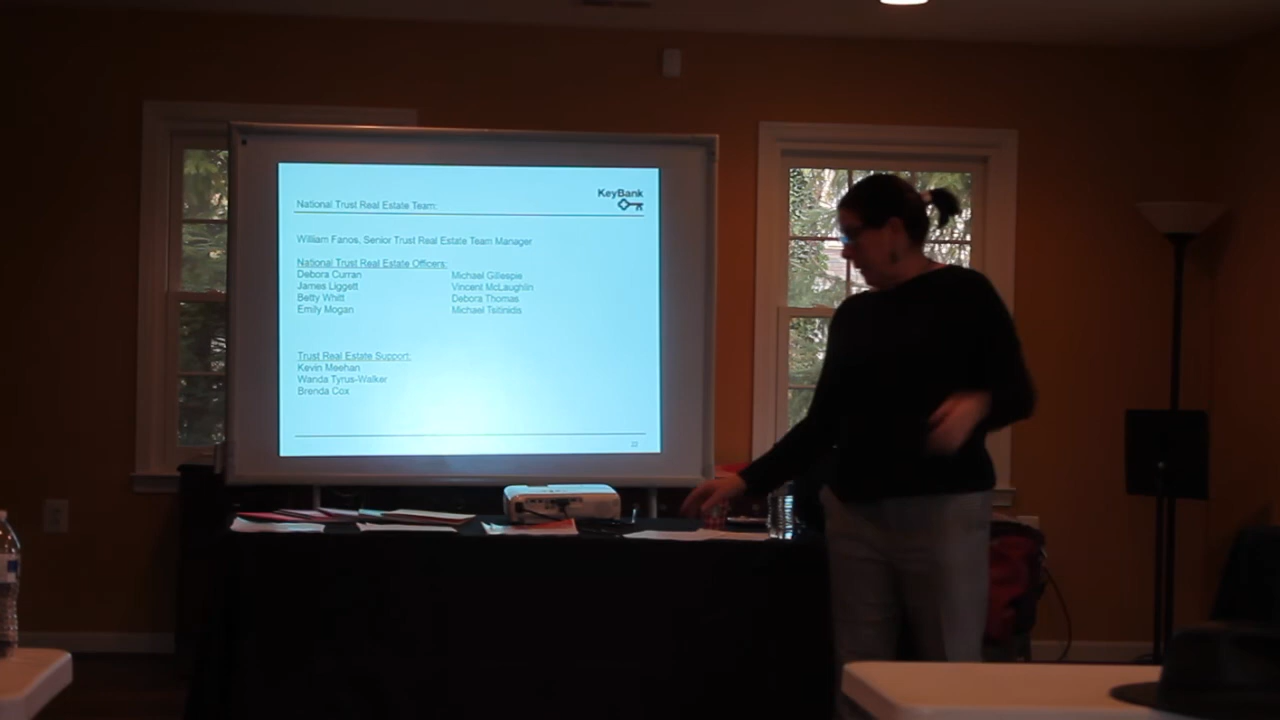 KeyBank
National Trust Real Estate Team:
William Fanos, Senior Trust Real Estate Team Manager
National Trust Real Estate Officers:
Debora Curran Michael Gillespie
James Liggett Vincent McLaughlin
Betty Whitt Debora Thomas
Emily Mogan Michael Tsitinidis
Trust Real Estate Support:
Kevin Meehan
Wanda Tyrus-Walker
Brenda Cox
22